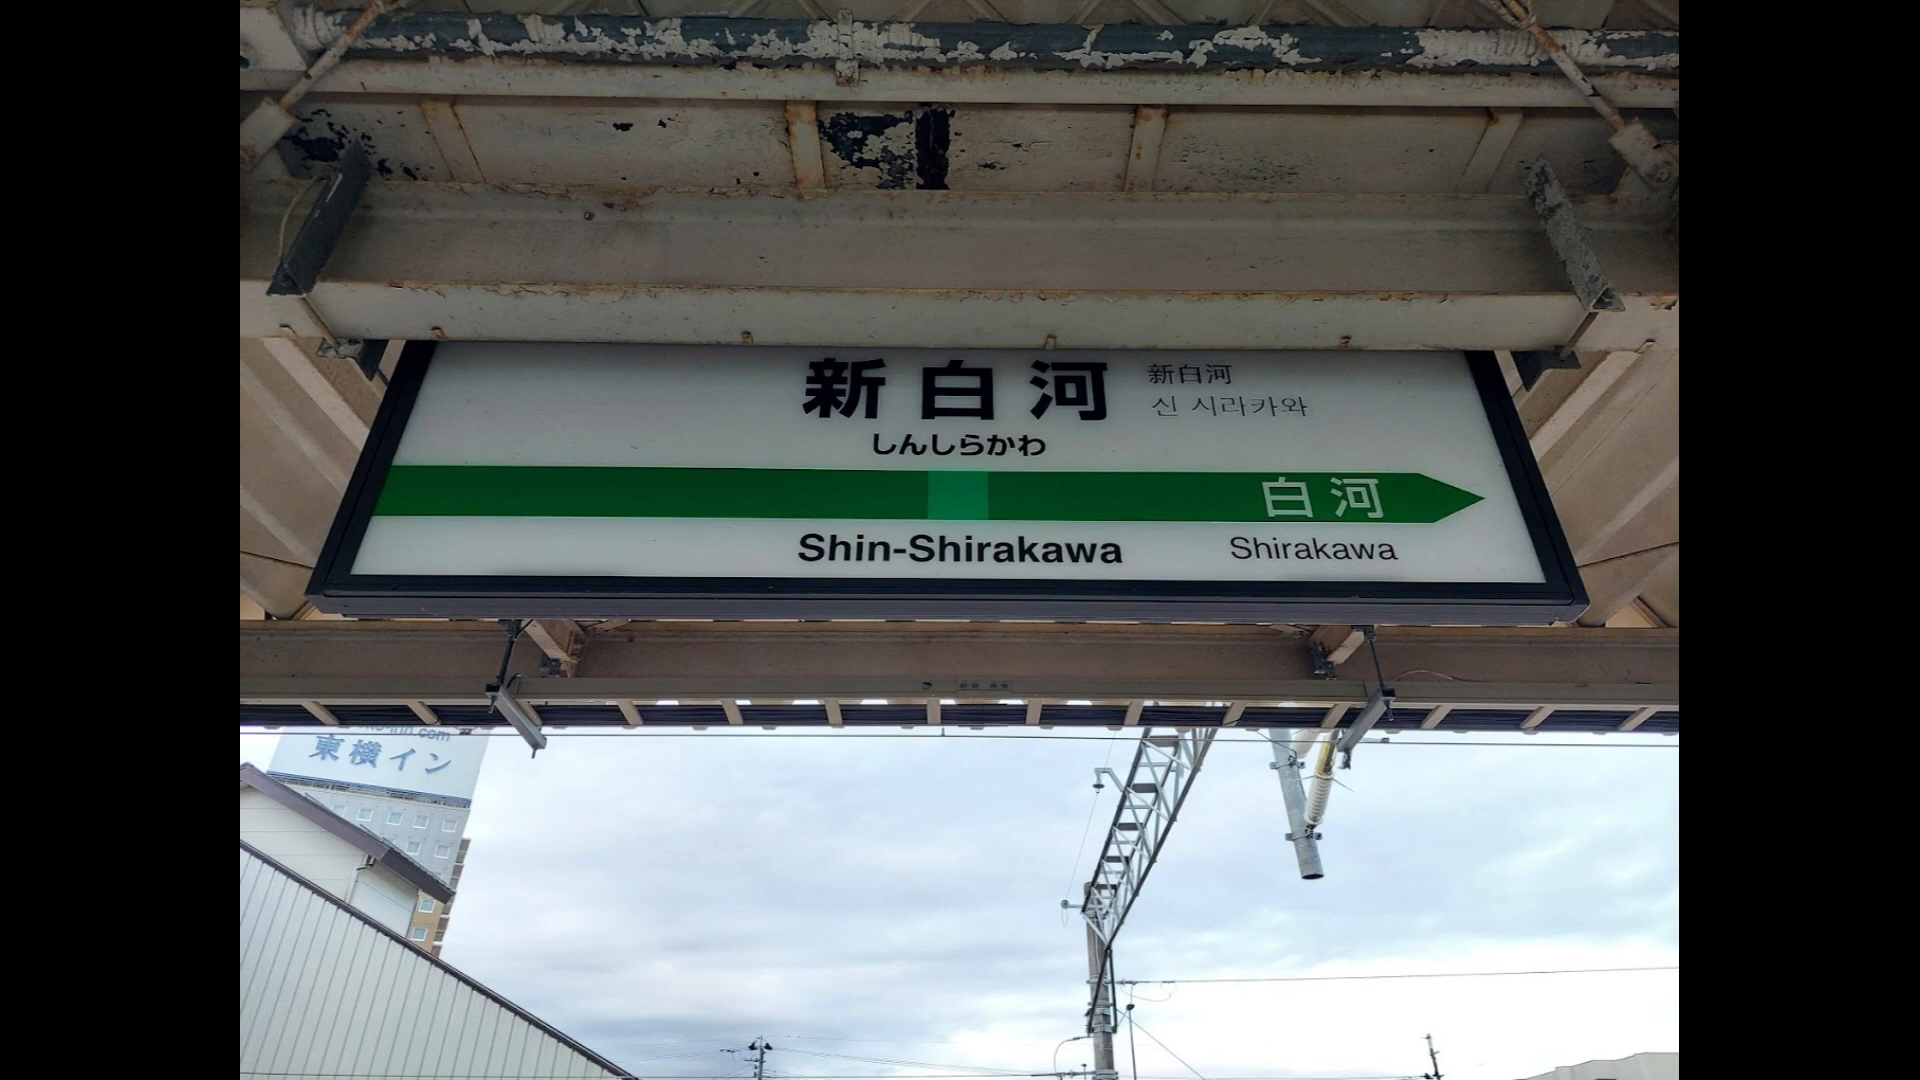 新白河
新白河
신 시라카와
しんしらかわ
白河
Shin-Shirakawa
Shirakawa
東横イン